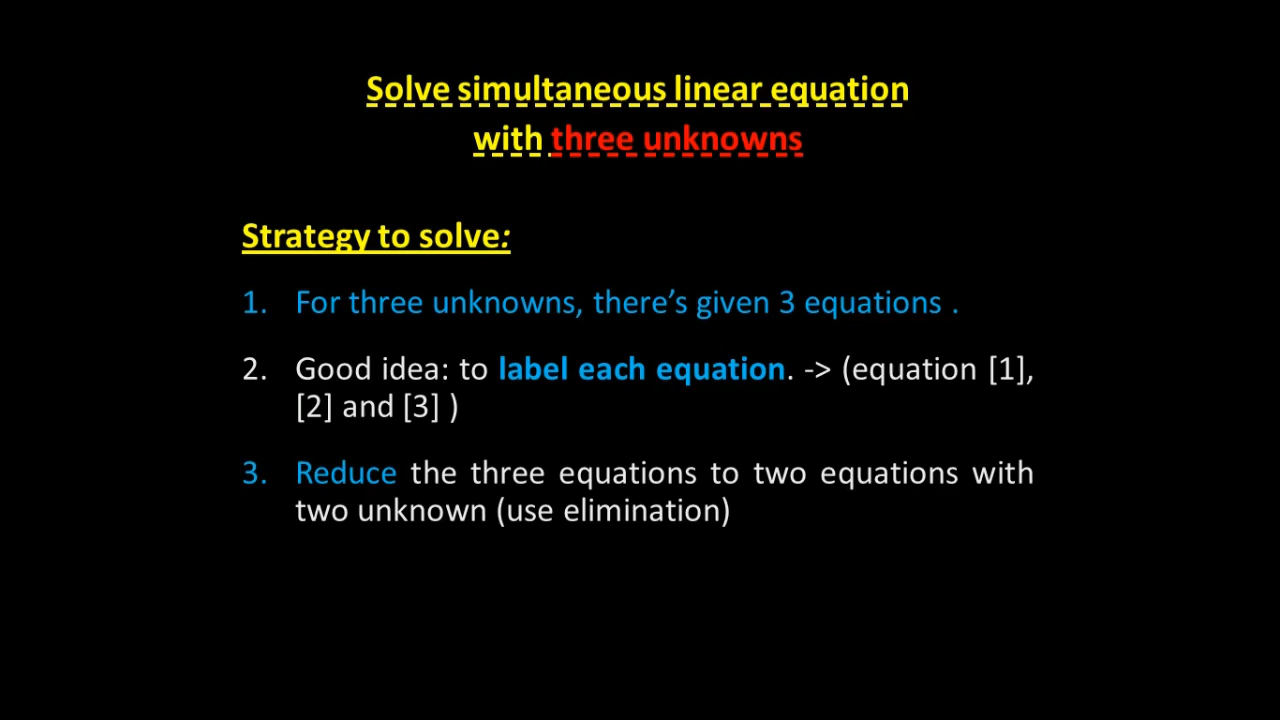 Solve simultaneous linear equation
with three unknowns
Strategy to solve:
1. For three unknowns, there’s given 3 equations .
2. Good idea: to label each equation. -> (equation [1],
[2] and [3] )
3. Reduce the three equations to two equations with
two unknown (use elimination)